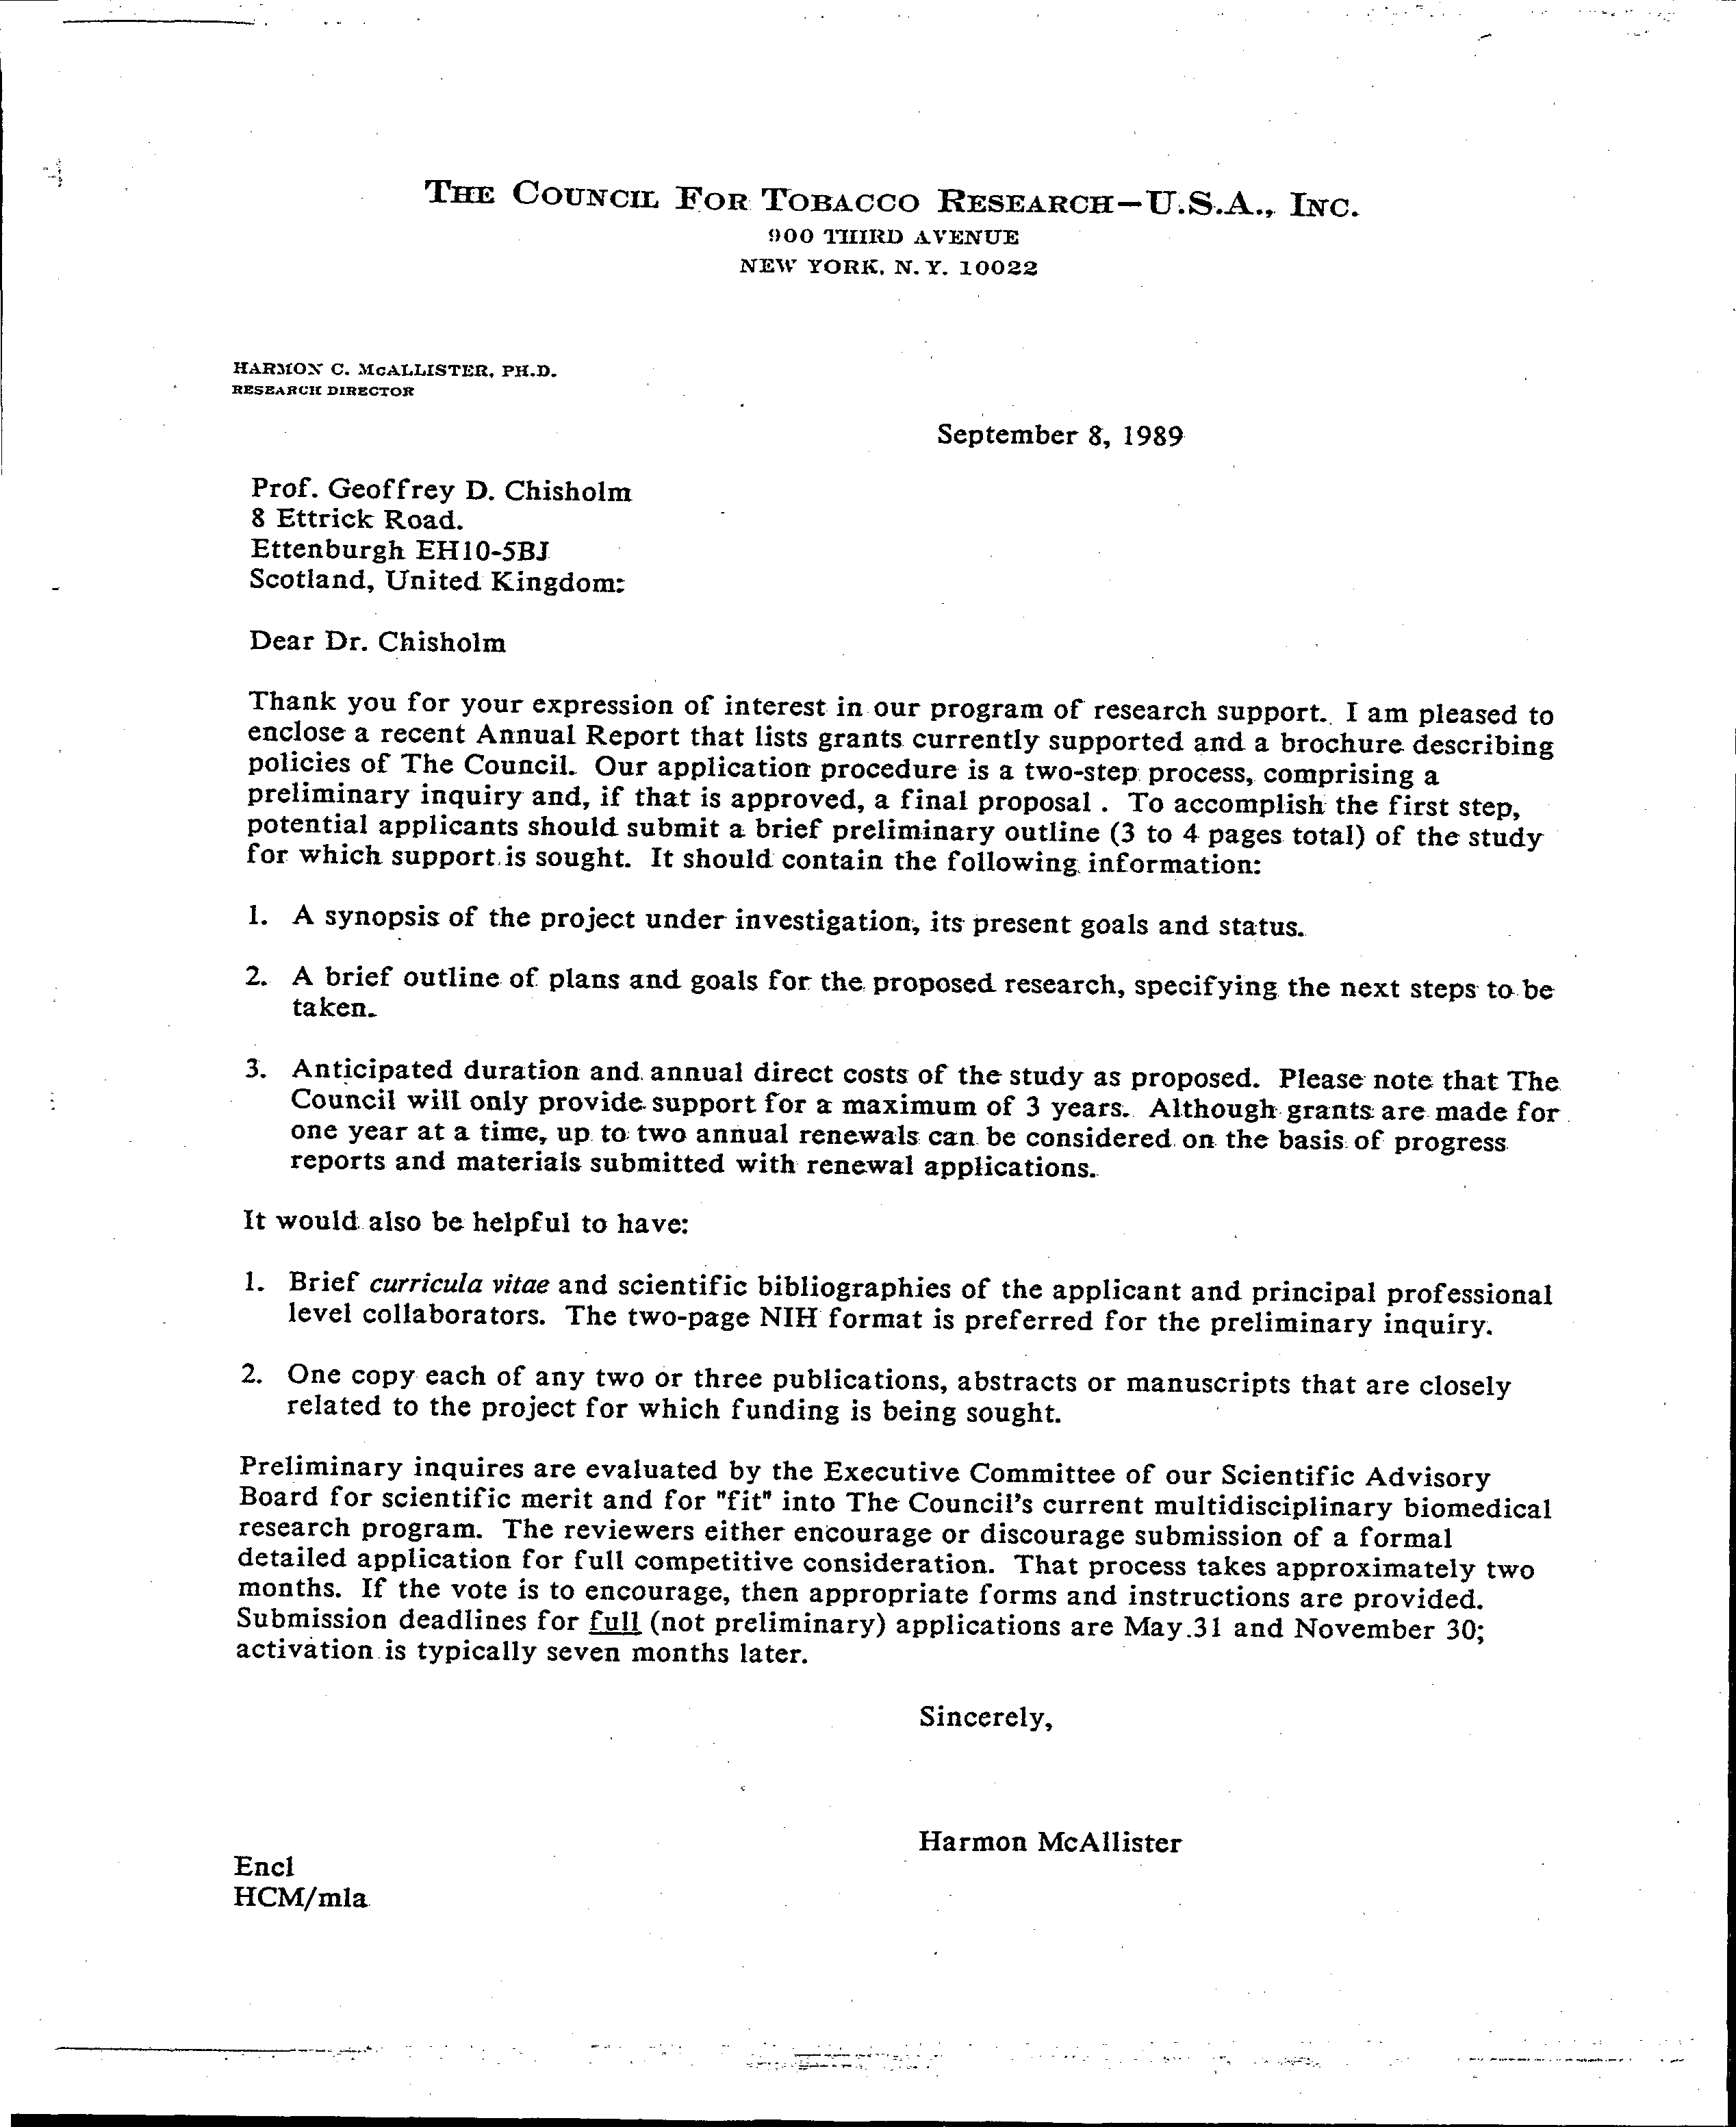 THE COUNCIL FOR TOBACCO RESEARCH—U.S.A., INC.
900 THIRD AVENUE
NEW YORK, N.Y. 10022
HARMON C. McALLISTER, PH.D.
RESEARCH DIRECTOR
September 8, 1989
Prof. Geoffrey D. Chisholm
8 Ettrick Road.
Ettenburgh EH10-5BJ
Scotland, United Kingdom:
Dear Dr. Chisholm
Thank you for your expression of interest in our program of research support. I am pleased to
enclose a recent Annual Report that lists grants currently supported and a brochure describing
policies of The Council. Our application procedure is a two-step process, comprising a
preliminary inquiry and, if that is approved, a final proposal . To accomplish the first step,
potential applicants should submit a brief preliminary outline (3 to 4 pages total) of the study
for which support is sought. It should contain the following information:
1. A synopsis of the project under investigation, its present goals and status.
2. A brief outline of plans and goals for the proposed research, specifying the next steps to be
taken.
3. Anticipated duration and annual direct costs of the study as proposed. Please note that The
Council will only provide support for a maximum of 3 years. Although grants are made for
one year at a time, up to two annual renewals can be considered on the basis of progress
reports and materials submitted with renewal applications.
It would also be helpful to have:
1. Brief curricula vitae and scientific bibliographies of the applicant and principal professional
level collaborators. The two-page NIH format is preferred for the preliminary inquiry.
2. One copy each of any two or three publications, abstracts or manuscripts that are closely
related to the project for which funding is being sought.
Preliminary inquires are evaluated by the Executive Committee of our Scientific Advisory
Board for scientific merit and for "fit" into The Council's current multidisciplinary biomedical
research program. The reviewers either encourage or discourage submission of a formal
detailed application for full competitive consideration. That process takes approximately two
months. If the vote is to encourage, then appropriate forms and instructions are provided.
Submission deadlines for full (not preliminary) applications are May 31 and November 30;
activation is typically seven months later.
Sincerely,
Harmon McAllister
Encl
HCM/mla